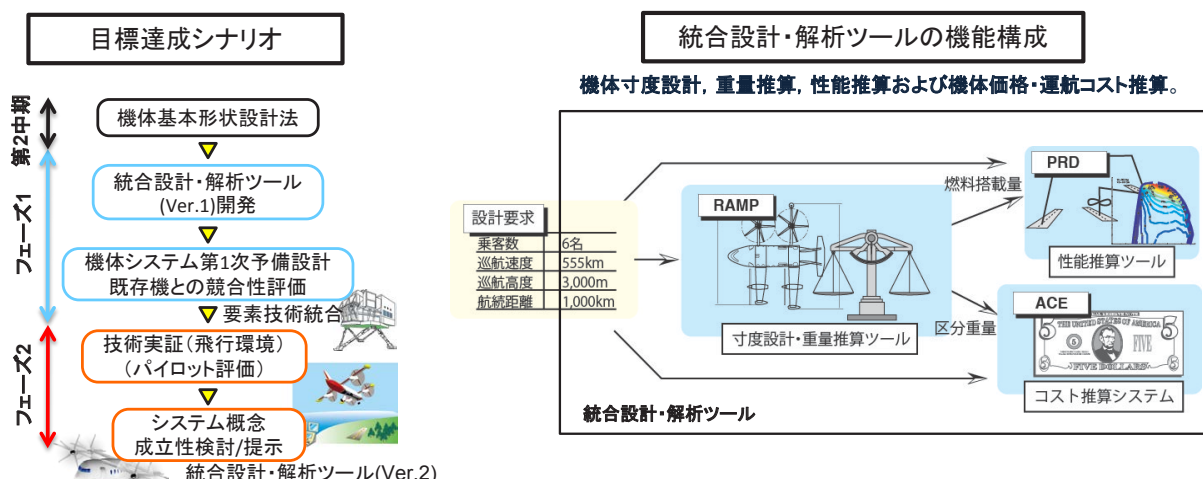 目標達成シナリオ
第2中期
フェーズ1
フェーズ2
機体基本形状設計法
統合設計・解析ツール
(Ver.1)開発
機体システム第1次予備設計
既存機との競合性評価
要素技術統合
技術実証(飛行環境)
(パイロット評価)
システム概念
成立性検討/提示
統合設計・解析ツール(Ver.2)
統合設計・解析ツールの機能構成
機体寸度設計，重量推算，性能推算および機体価格・運航コスト推算。
設計要求
乗客数 6名
巡航速度 555km
巡航高度 3,000m
航続距離 1,000km
RAMP
寸度設計・重量推算ツール
燃料搭載量
区分重量
PRD
性能推算ツール
ACE
THE UNITED STATES OF AMERICA
5 5
FIVE
5 5
FIVE DOLLARS
コスト推算システム
統合設計・解析ツール